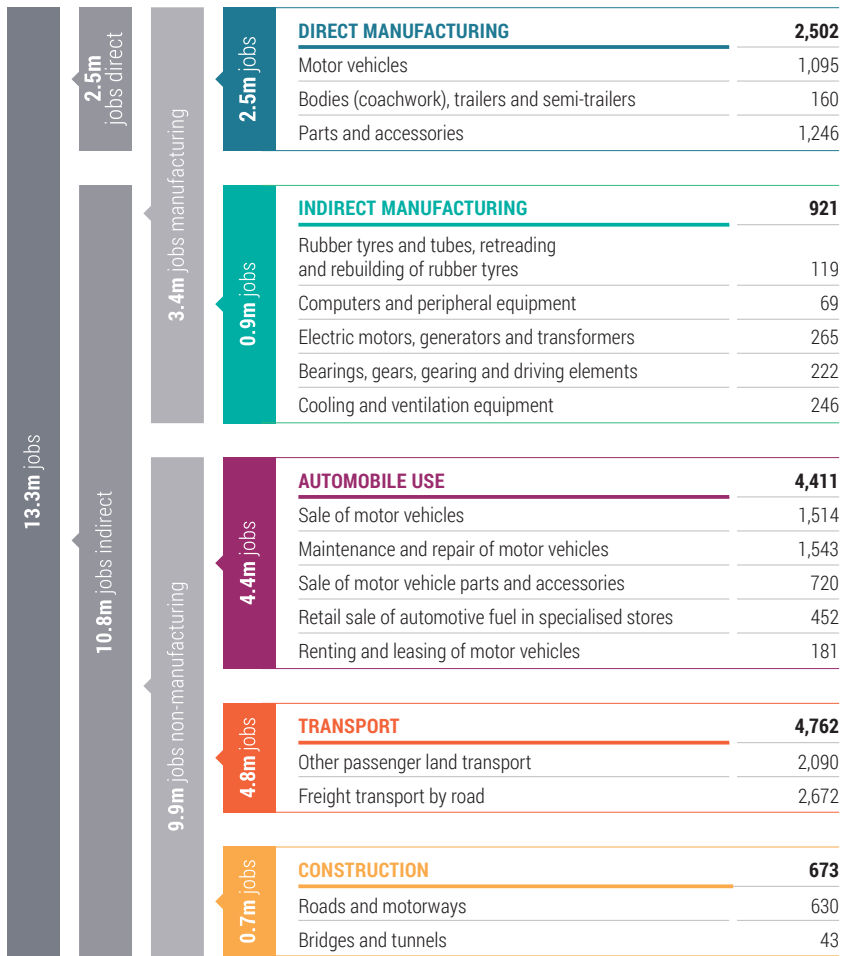 13.3m jobs
2.5m
jobs direct
10.8m jobs indirect
3.4m jobs manufacturing
9.9m jobs non-manufacturing
2.5m jobs
DIRECT MANUFACTURING 2,502
Motor vehicles 1,095
Bodies (coachwork), trailers and semi-trailers 160
Parts and accessories 1,246
0.9m jobs
INDIRECT MANUFACTURING 921
Rubber tyres and tubes, retreading
and rebuilding of rubber tyres 119
Computers and peripheral equipment 69
Electric motors, generators and transformers 265
Bearings, gears, gearing and driving elements 222
Cooling and ventilation equipment 246
4.4m jobs
AUTOMOBILE USE 4,411
Sale of motor vehicles 1,514
Maintenance and repair of motor vehicles 1,543
Sale of motor vehicle parts and accessories 720
Retail sale of automotive fuel in specialised stores 452
Renting and leasing of motor vehicles 181
4.8m jobs
TRANSPORT 4,762
Other passenger land transport 2,090
Freight transport by road 2,672
0.7m jobs
CONSTRUCTION 673
Roads and motorways 630
Bridges and tunnels 43